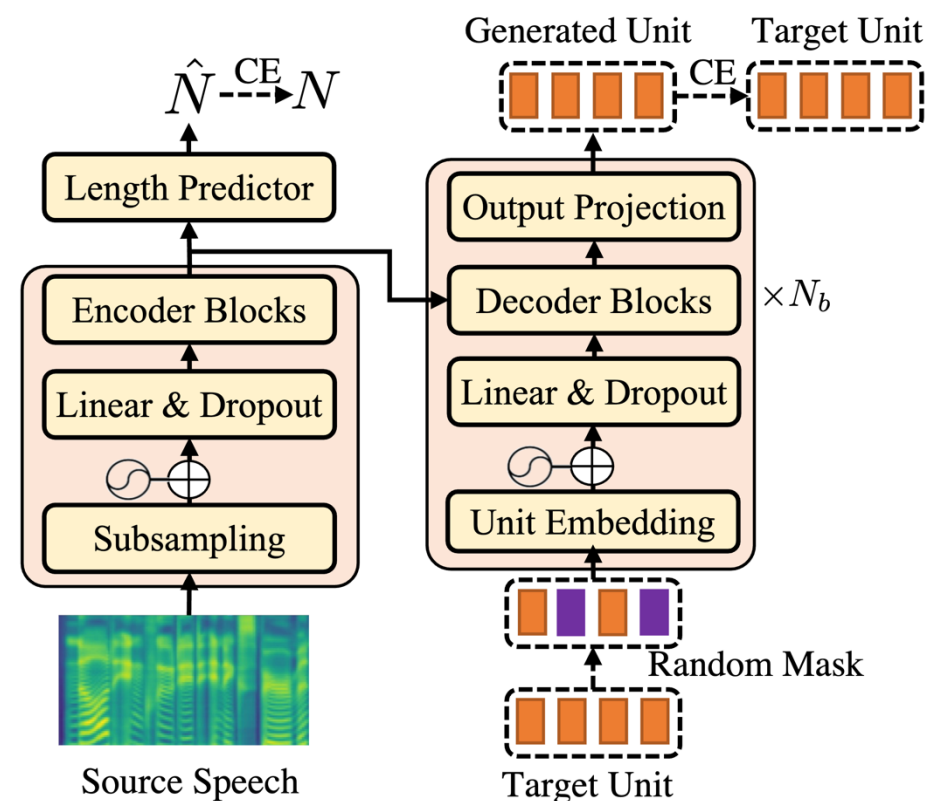 Generated Unit
Target Unit
N̂ CE N
CE
Length Predictor
Output Projection
Encoder Blocks
Decoder Blocks
×N_b
Linear & Dropout
Linear & Dropout
Subsampling
Unit Embedding
Random Mask
Source Speech
Target Unit